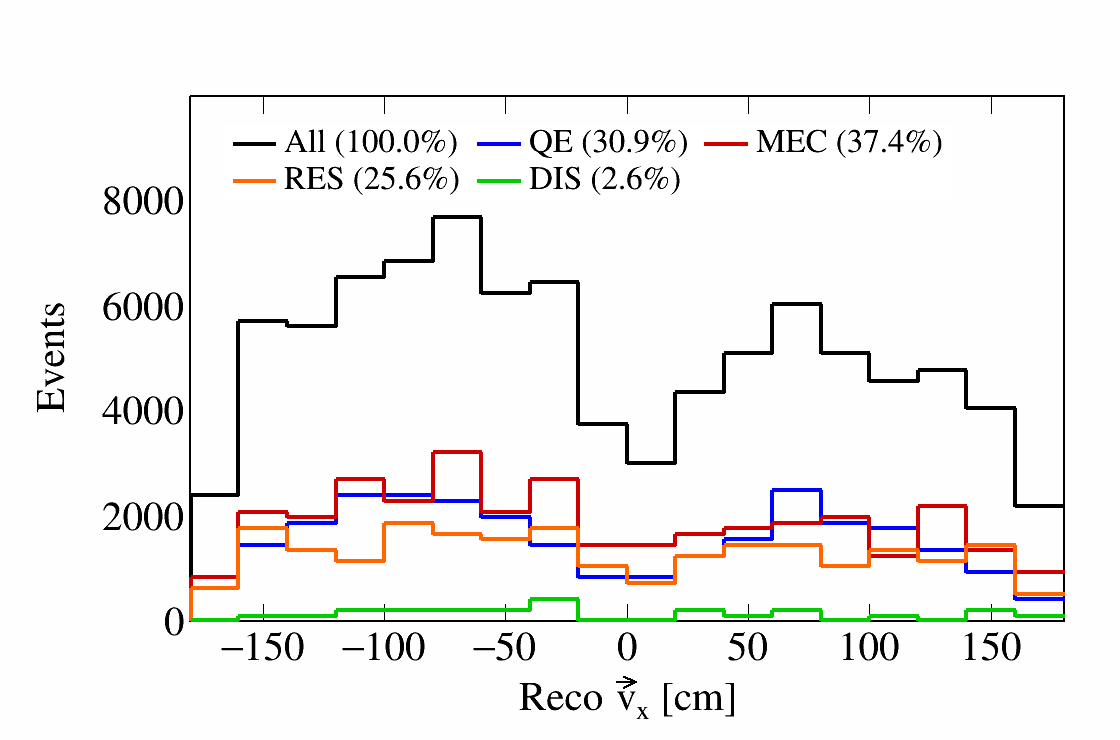 All (100.0%) QE (30.9%) MEC (37.4%)
RES (25.6%) DIS (2.6%)
8000
6000
4000
2000
0
Events
−150 −100 −50 0 50 100 150
Reco v⃗x [cm]